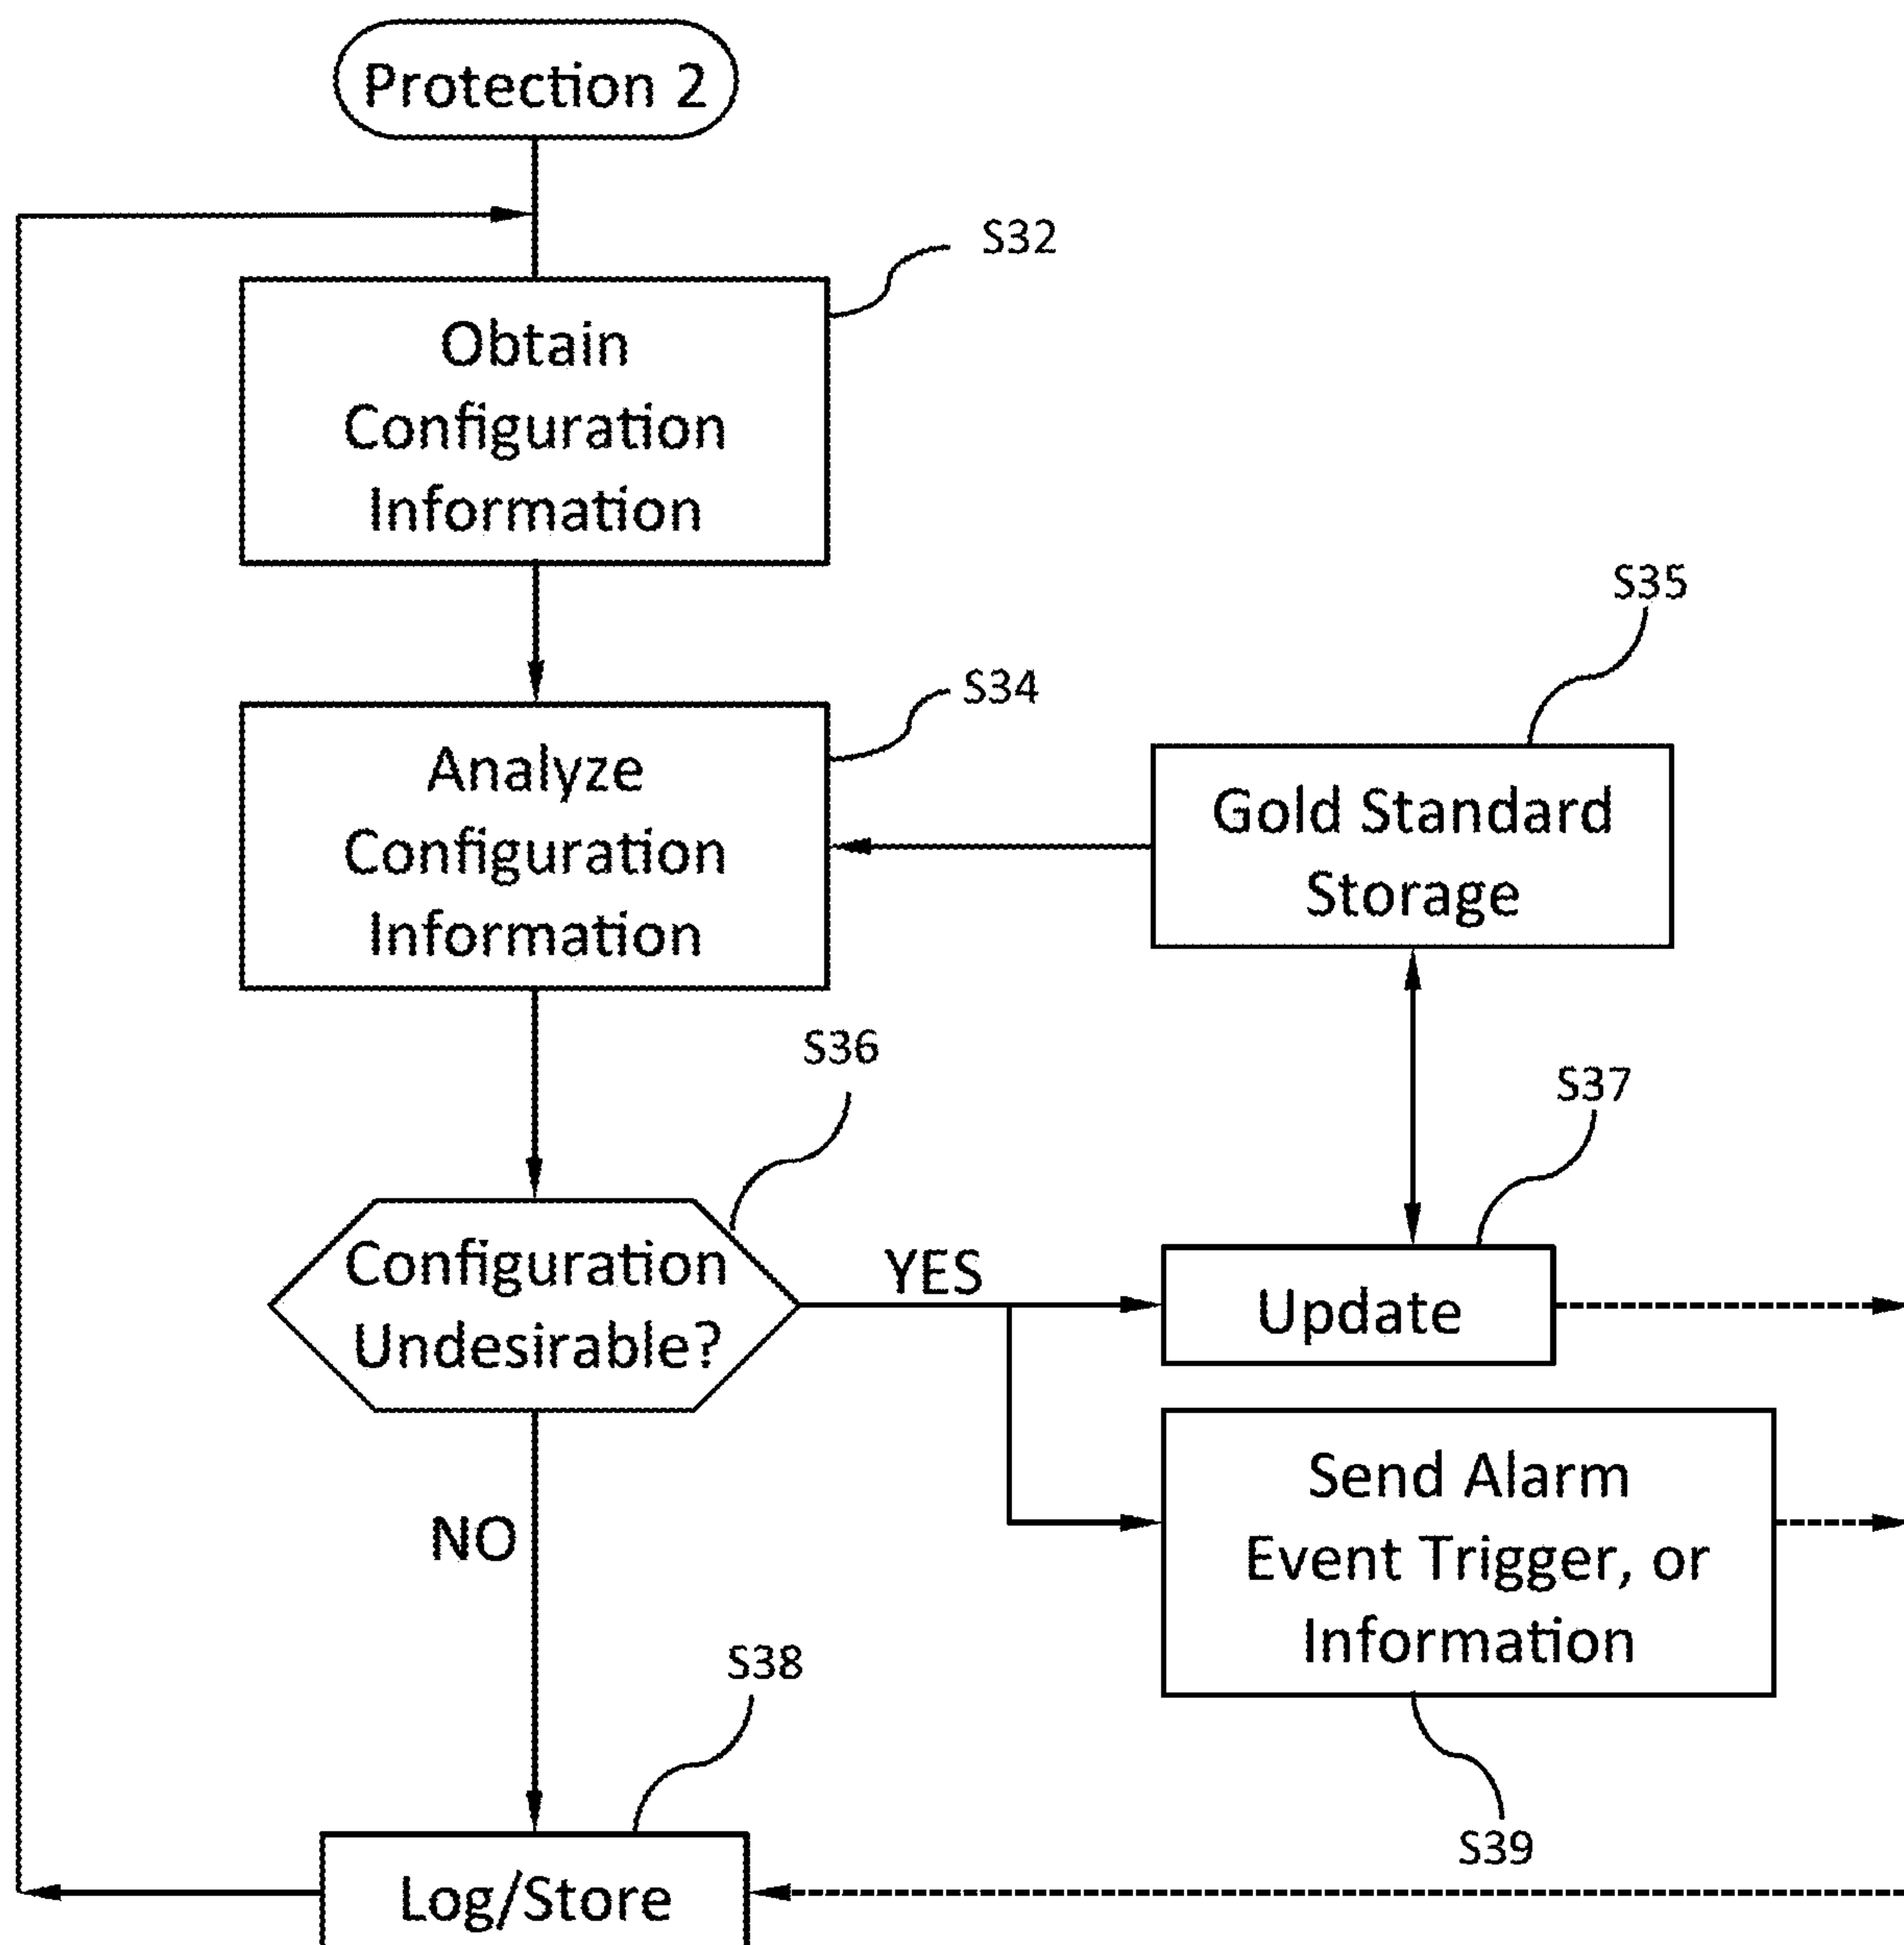 Protection 2
S32
Obtain
Configuration
Information
S35
S34
Analyze
Configuration
Information
Gold Standard
Storage
S36
S37
Configuration
Undesirable?
YES
Update
NO
Send Alarm
Event Trigger, or
Information
S38
S39
Log/Store